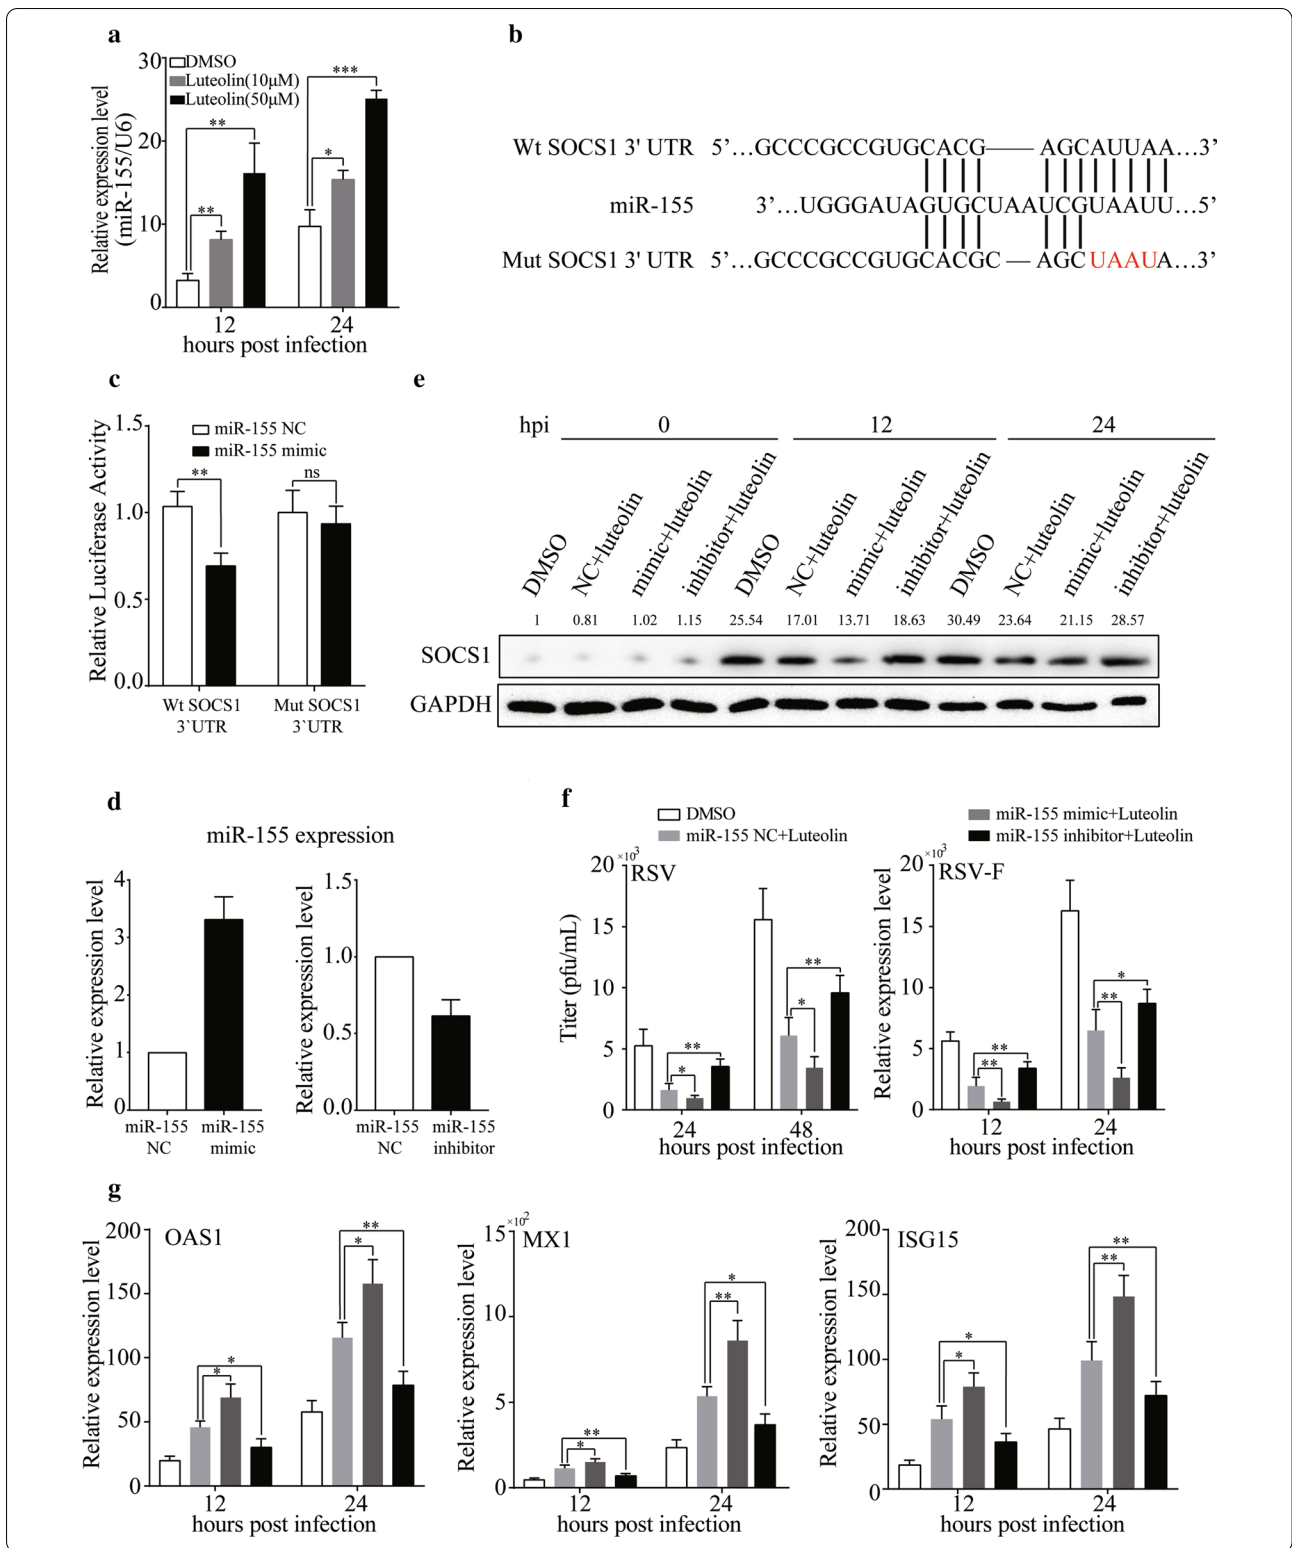 a
DMSO
Luteolin(10μM)
Luteolin(50μM)
Relative expression level
(miR-155/U6)
30
20
10
0
**
**
*
***
12
24
hours post infection
b
Wt SOCS1 3' UTR 5’…GCCCGCCGUGCACG—— AGCAUUAA…3’
miR-155 3’…UGGGAUAGUGCUAAUCGUAAUU…5’
Mut SOCS1 3' UTR 5’…GCCCGCCGUGCACGC — AGCUAAUA…3’
c
miR-155 NC
miR-155 mimic
Relative Luciferase Activity
1.5
1.0
0.5
0.0
**
ns
Wt SOCS1
3`UTR
Mut SOCS1
3`UTR
e
hpi 0 12 24
DMSO NC+luteolin mimic+luteolin inhibitor+luteolin DMSO NC+luteolin mimic+luteolin inhibitor+luteolin DMSO NC+luteolin mimic+luteolin inhibitor+luteolin
1 0.81 1.02 1.15 25.54 17.01 13.71 18.63 30.49 23.64 21.15 28.57
SOCS1
GAPDH
d
miR-155 expression
Relative expression level
4
3
2
1
0
miR-155
NC
miR-155
mimic
Relative expression level
1.5
1.0
0.5
0.0
miR-155
NC
miR-155
inhibitor
f
DMSO
miR-155 NC+Luteolin
miR-155 mimic+Luteolin
miR-155 inhibitor+Luteolin
×10³
RSV
Titer (pfu/mL)
20
15
10
5
0
**
*
**
*
24
48
hours post infection
×10³
RSV-F
Relative expression level
20
15
10
5
0
**
**
*
**
12
24
hours post infection
g
OAS1
Relative expression level
200
150
100
50
0
*
*
**
*
12
24
hours post infection
×10²
MX1
Relative expression level
15
10
5
0
**
*
*
**
12
24
hours post infection
ISG15
Relative expression level
200
150
100
50
0
*
*
**
**
12
24
hours post infection